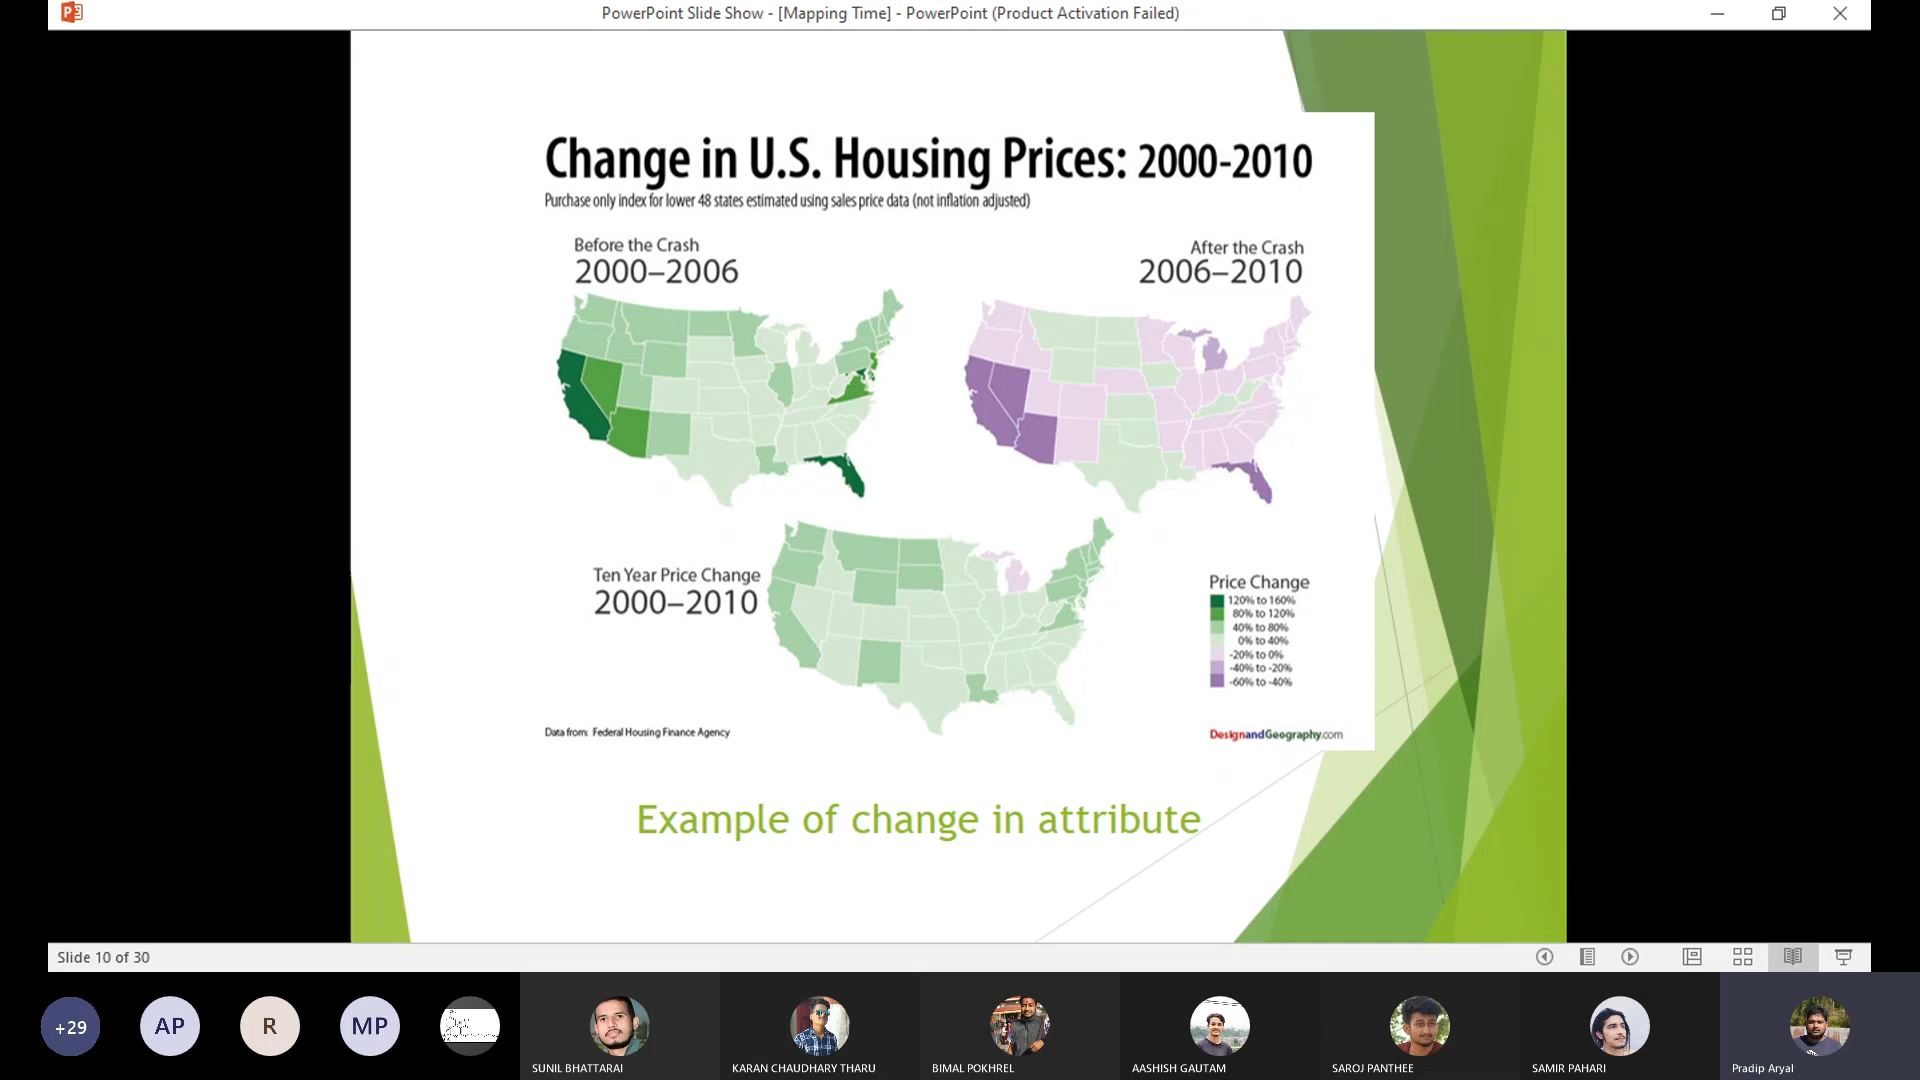 PowerPoint Slide Show - [Mapping Time] - PowerPoint (Product Activation Failed)
Change in U.S. Housing Prices: 2000-2010
Purchase only index for lower 48 states estimated using sales price data (not inflation adjusted)
Before the Crash
2000–2006
After the Crash
2006–2010
Ten Year Price Change
2000–2010
Price Change
120% to 160%
80% to 120%
40% to 80%
0% to 40%
-20% to 0%
-40% to -20%
-60% to -40%
Data from: Federal Housing Finance Agency
DesignandGeography.com
Example of change in attribute
Slide 10 of 30
+29
AP
R
MP
SUNIL BHATTARAI
KARAN CHAUDHARY THARU
BIMAL POKHREL
AASHISH GAUTAM
SAROJ PANTHEE
SAMIR PAHARI
Pradip Aryal